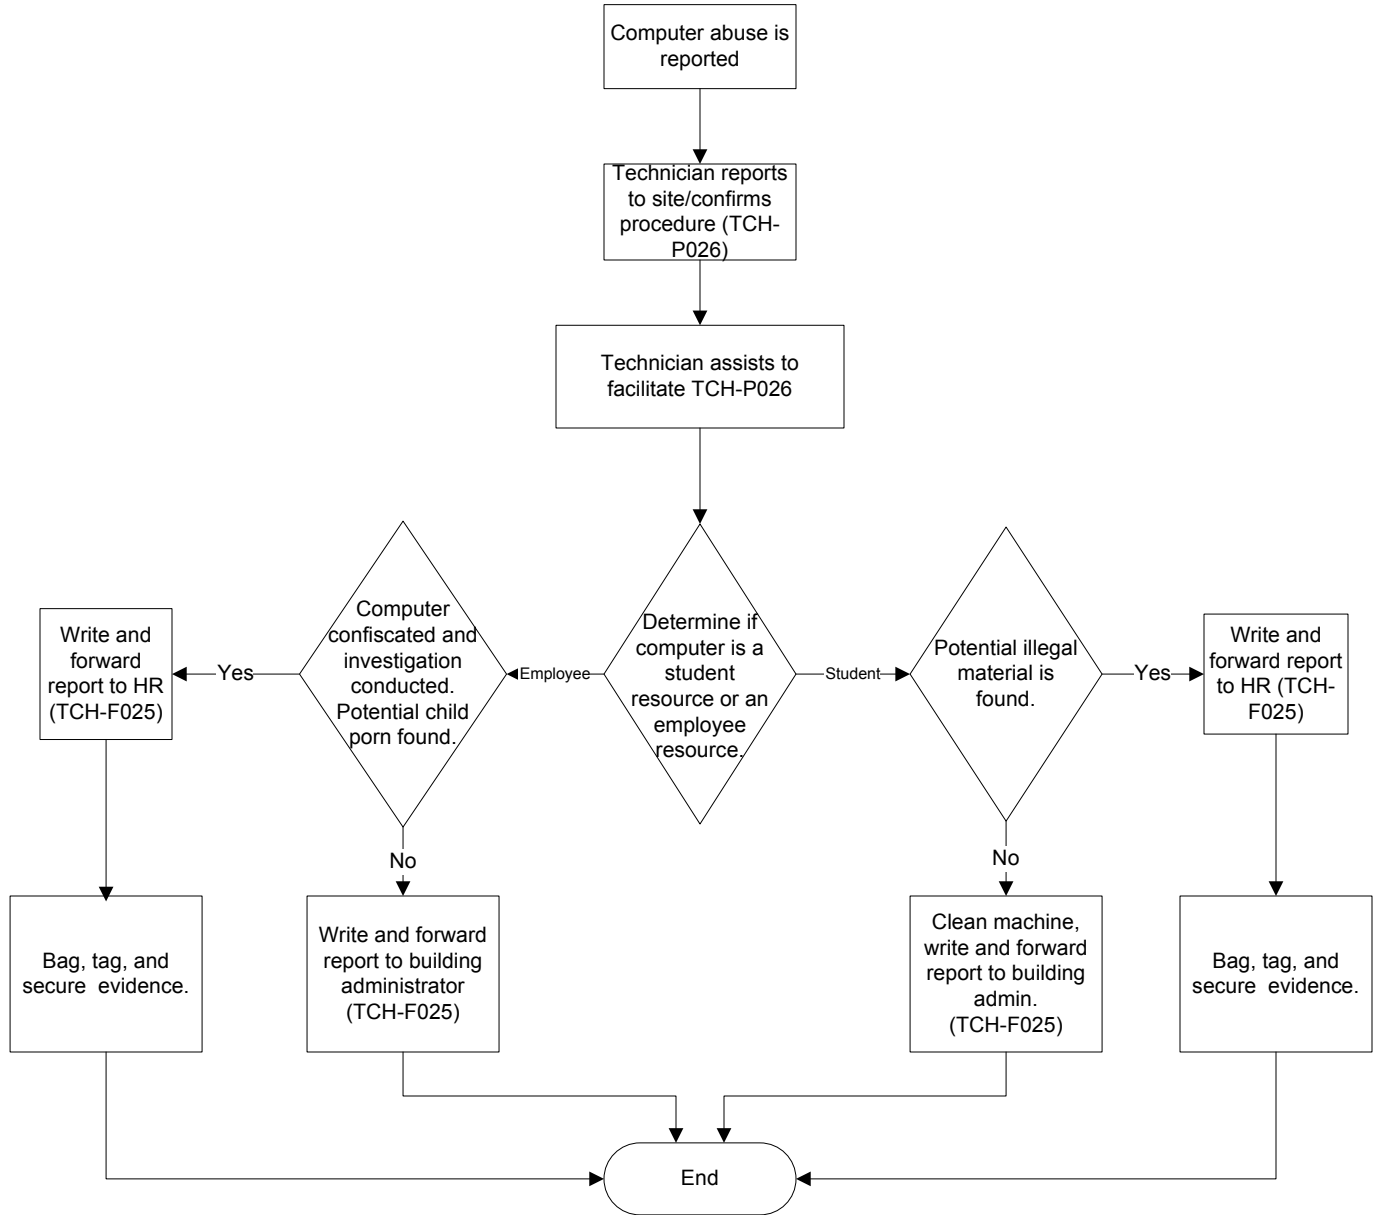 Computer abuse is
reported
Technician reports
to site/confirms
procedure (TCH-
P026)
Technician assists to
facilitate TCH-P026
Determine if
computer is a
student
resource or an
employee
resource.
Employee
Student
Computer
confiscated and
investigation
conducted.
Potential child
porn found.
Yes
No
Write and
forward
report to HR
(TCH-F025)
Bag, tag, and
secure evidence.
Write and forward
report to building
administrator
(TCH-F025)
Potential illegal
material is
found.
Yes
No
Write and
forward report
to HR (TCH-
F025)
Clean machine,
write and forward
report to building
admin.
(TCH-F025)
Bag, tag, and
secure evidence.
End